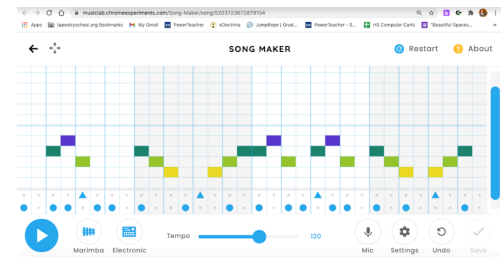 musiclab.chromeexperiments.com/Song-Maker/song/5203723672879104
Apps tapestryschool.org Bookmarks My Gmail PowerTeacher eDoctrina JumpRope | Grad... PowerTeacher - S... HS Computer Carts "Beautiful Spaces...
SONG MAKER Restart About
Tempo 120
Marimba Electronic Mic Settings Undo Save